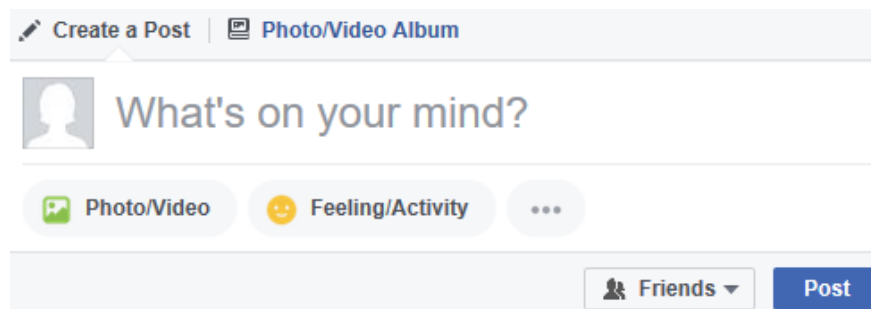 Create a Post Photo/Video Album
What's on your mind?
Photo/Video Feeling/Activity
Friends Post